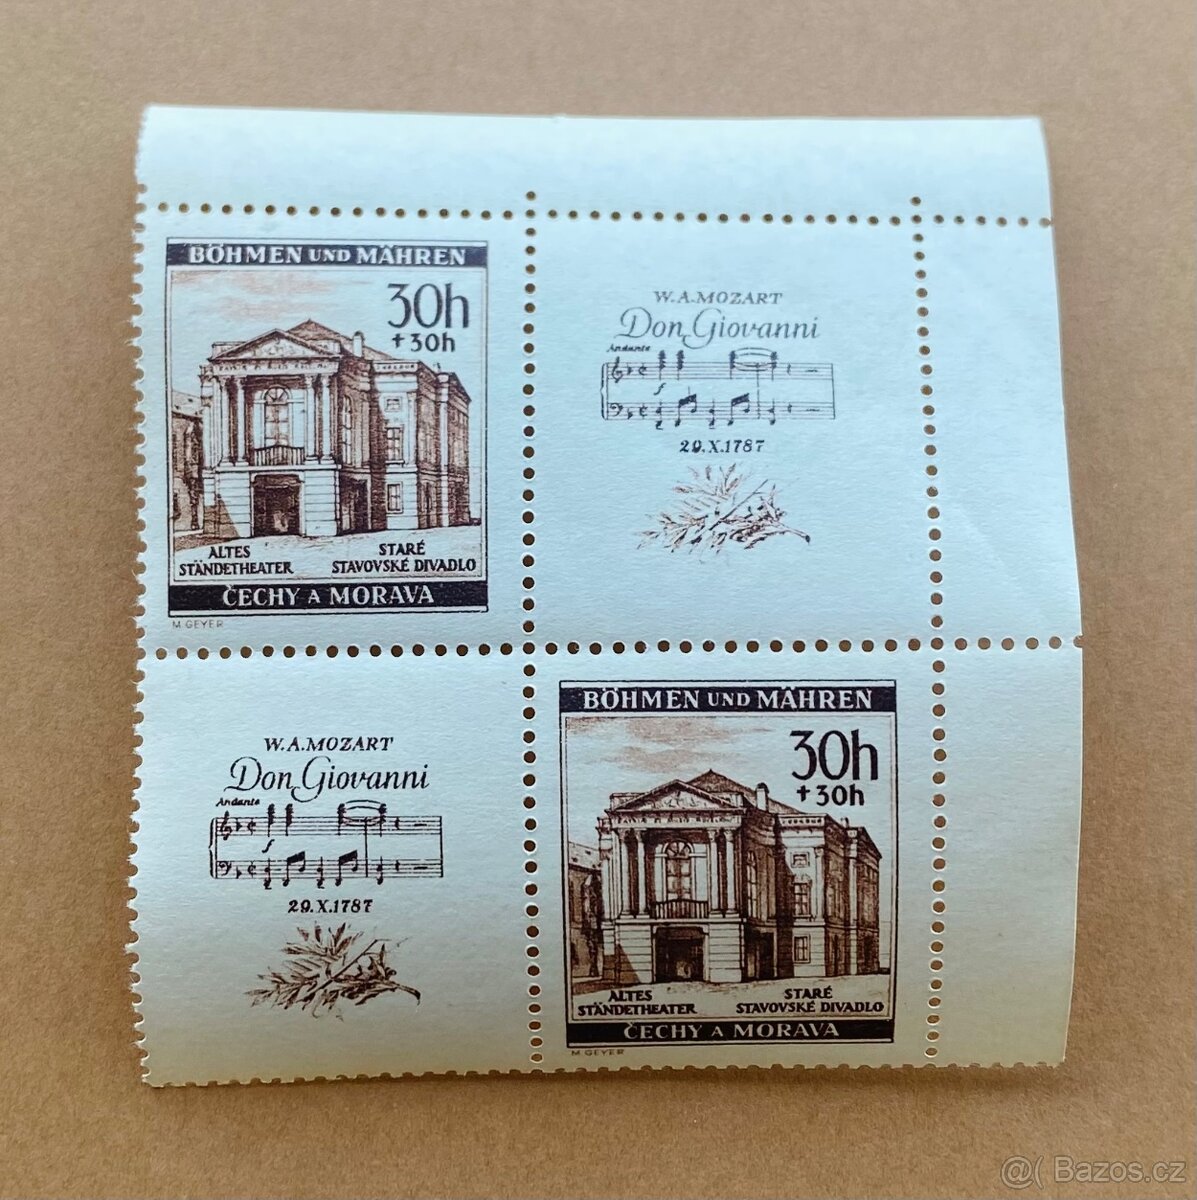 BÖHMEN UND MÄHREN
30h
+30h
ALTES
STÄNDETHEATER
STARÉ
STAVOVSKÉ DIVADLO
ČECHY A MORAVA
M. GEYER
W.A.MOZART
Don Giovanni
Andante
f
29.X.1787
W.A.MOZART
Don Giovanni
Andante
f
29.X.1787
BÖHMEN UND MÄHREN
30h
+30h
ALTES
STÄNDETHEATER
STARÉ
STAVOVSKÉ DIVADLO
ČECHY A MORAVA
M. GEYER
@( Bazos.cz